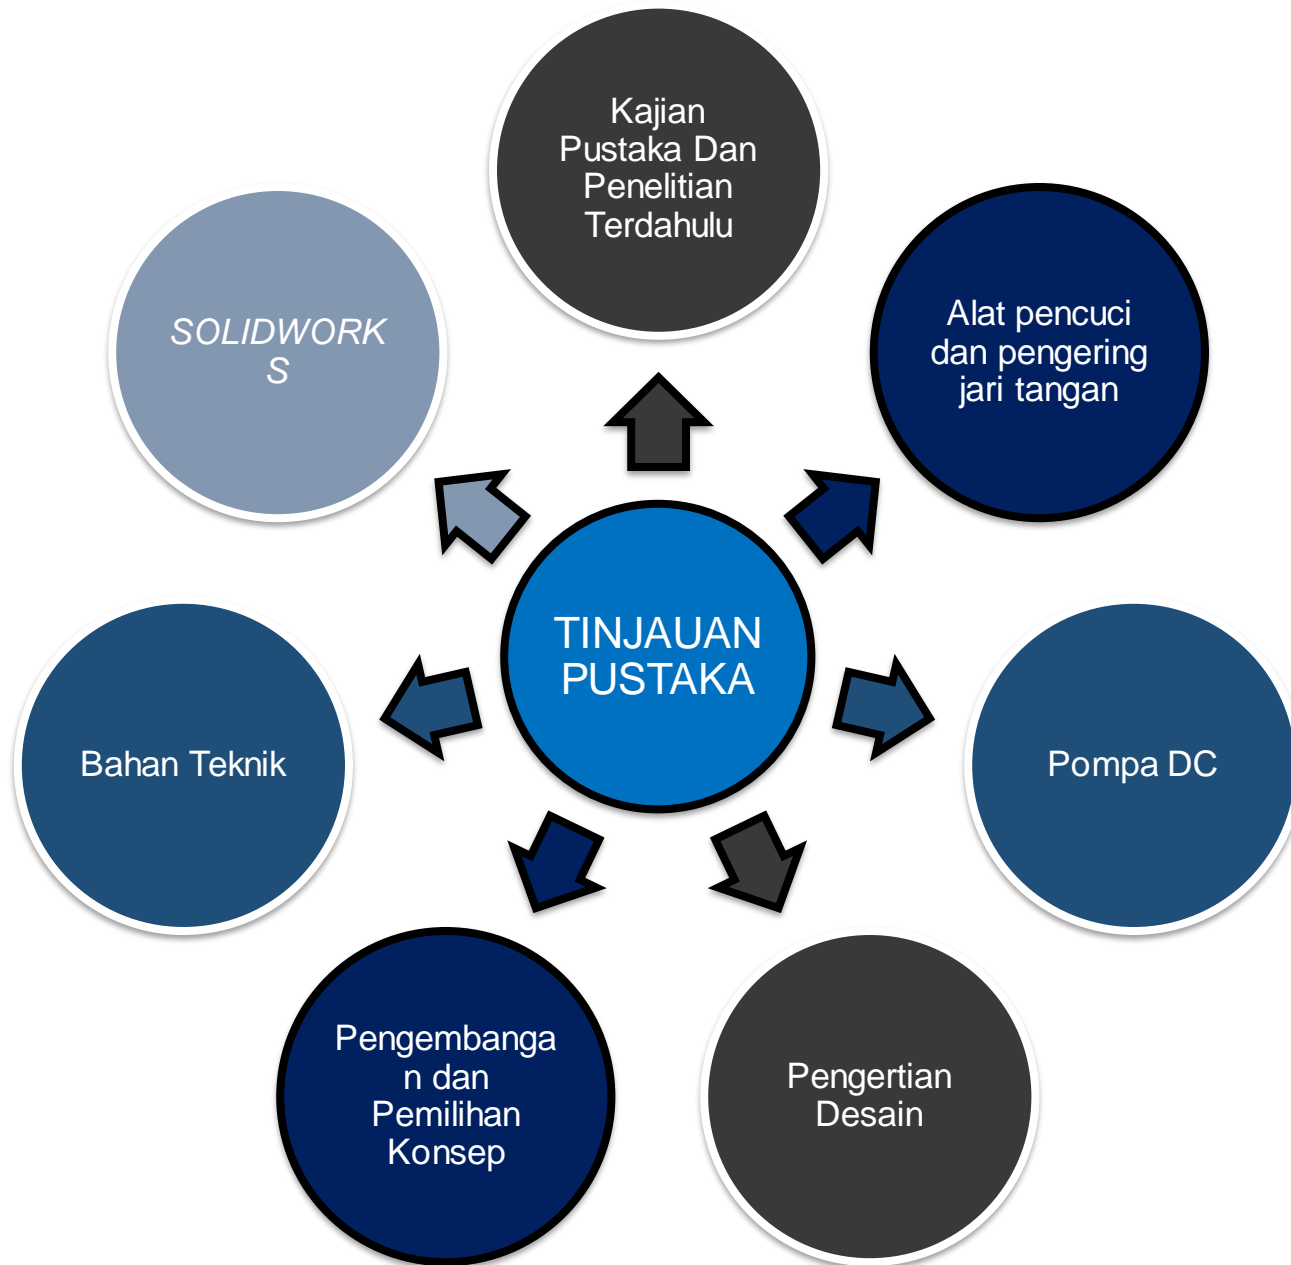 Kajian
Pustaka Dan
Penelitian
Terdahulu
Alat pencuci
dan pengering
jari tangan
Pompa DC
Pengertian
Desain
Pengembanga
n dan
Pemilihan
Konsep
Bahan Teknik
SOLIDWORK
S
TINJAUAN
PUSTAKA